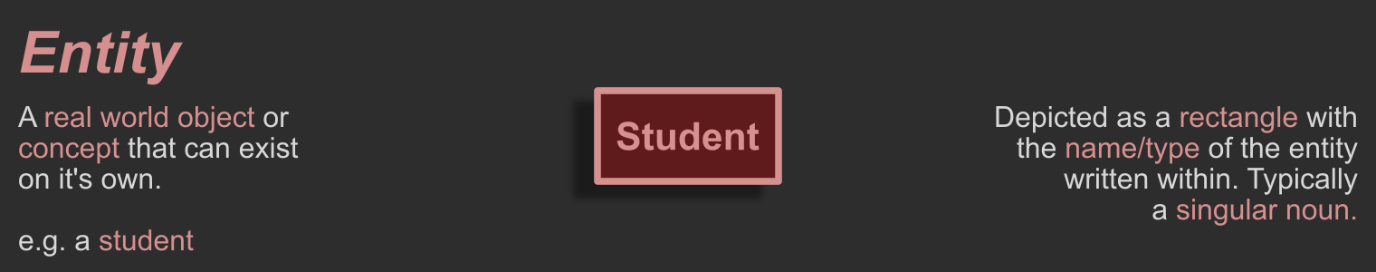 Entity
A real world object or
concept that can exist
on it's own.
e.g. a student
Student
Depicted as a rectangle with
the name/type of the entity
written within. Typically
a singular noun.